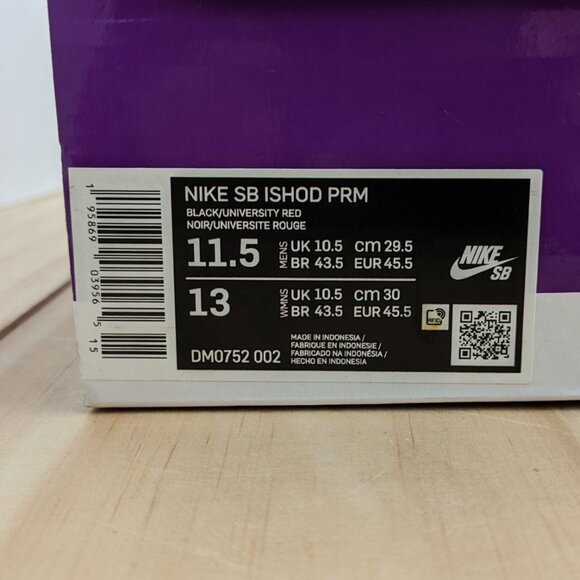 NIKE SB ISHOD PRM
BLACK/UNIVERSITY RED
NOIR/UNIVERSITE ROUGE
11.5 MENS UK 10.5 cm 29.5
BR 43.5 EUR 45.5
13 WMNS UK 10.5 cm 30
BR 43.5 EUR 45.5
DM0752 002
MADE IN INDONESIA /
FABRIQUE EN INDONESIE /
FABRICADO NA INDONÉSIA /
HECHO EN INDONESIA
NIKE
SB
RFID
1 95869 03956 5 15